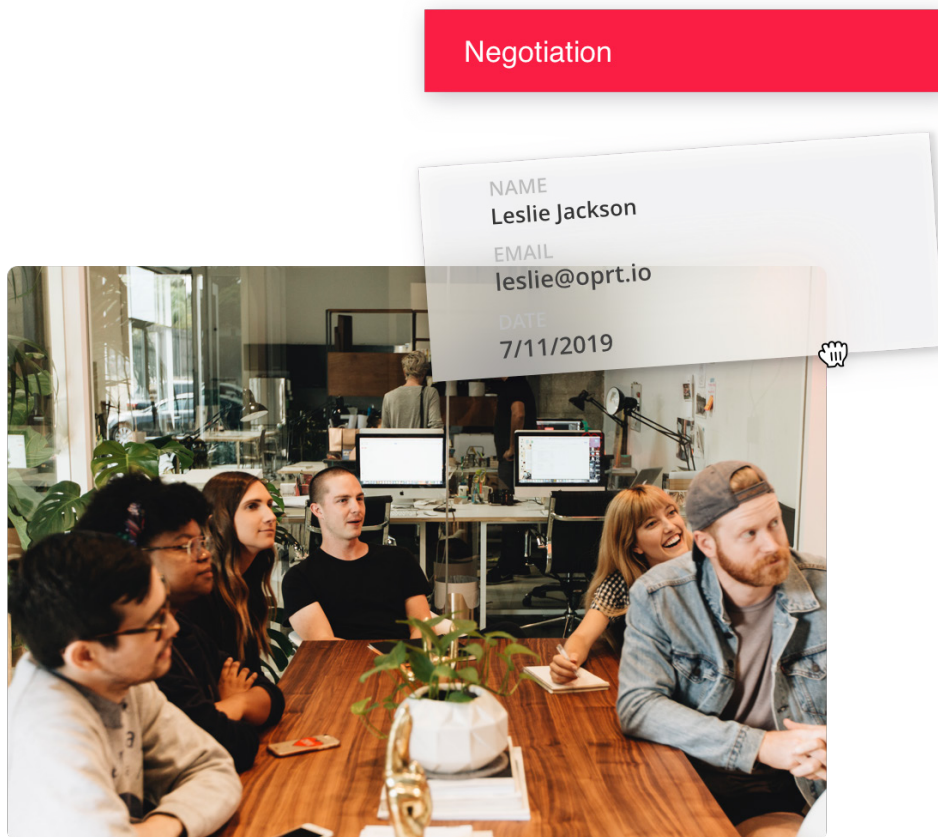 Negotiation
NAME
Leslie Jackson
EMAIL
leslie@oprt.io
DATE
7/11/2019